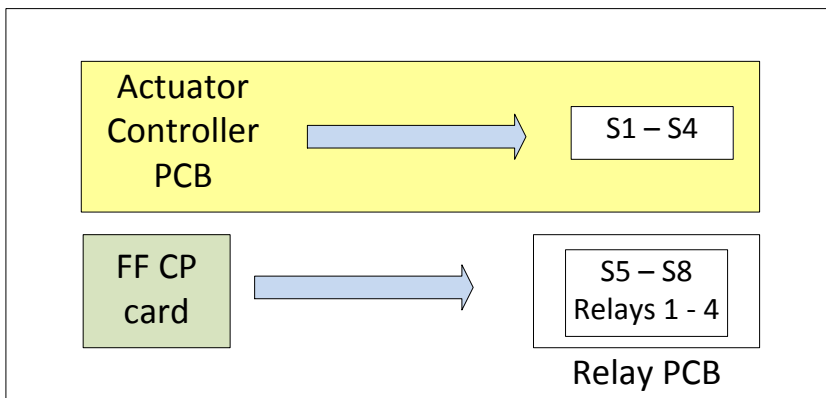 Actuator
Controller
PCB
S1 – S4
FF CP
card
S5 – S8
Relays 1 - 4
Relay PCB